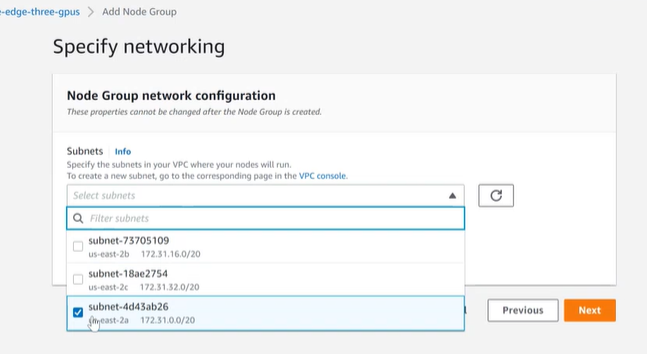 -edge-three-gpus > Add Node Group
Specify networking
Node Group network configuration
These properties cannot be changed after the Node Group is created.
Subnets Info
Specify the subnets in your VPC where your nodes will run.
To create a new subnet, go to the corresponding page in the VPC console.
Select subnets
Filter subnets
subnet-73705109
us-east-2b 172.31.16.0/20
subnet-18ae2754
us-east-2c 172.31.32.0/20
subnet-4d43ab26
east-2a 172.31.0.0/20
Previous
Next